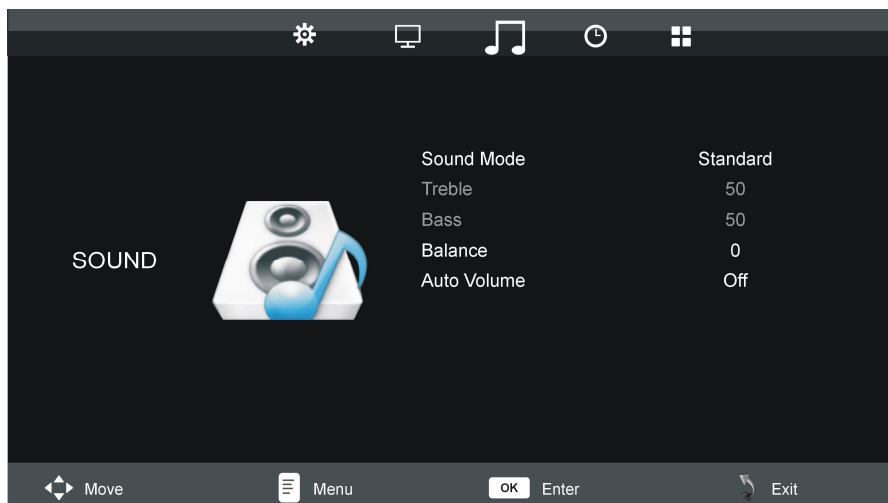 Sound Mode Standard
Treble 50
Bass 50
SOUND
Balance 0
Auto Volume Off
Move Menu OK Enter Exit